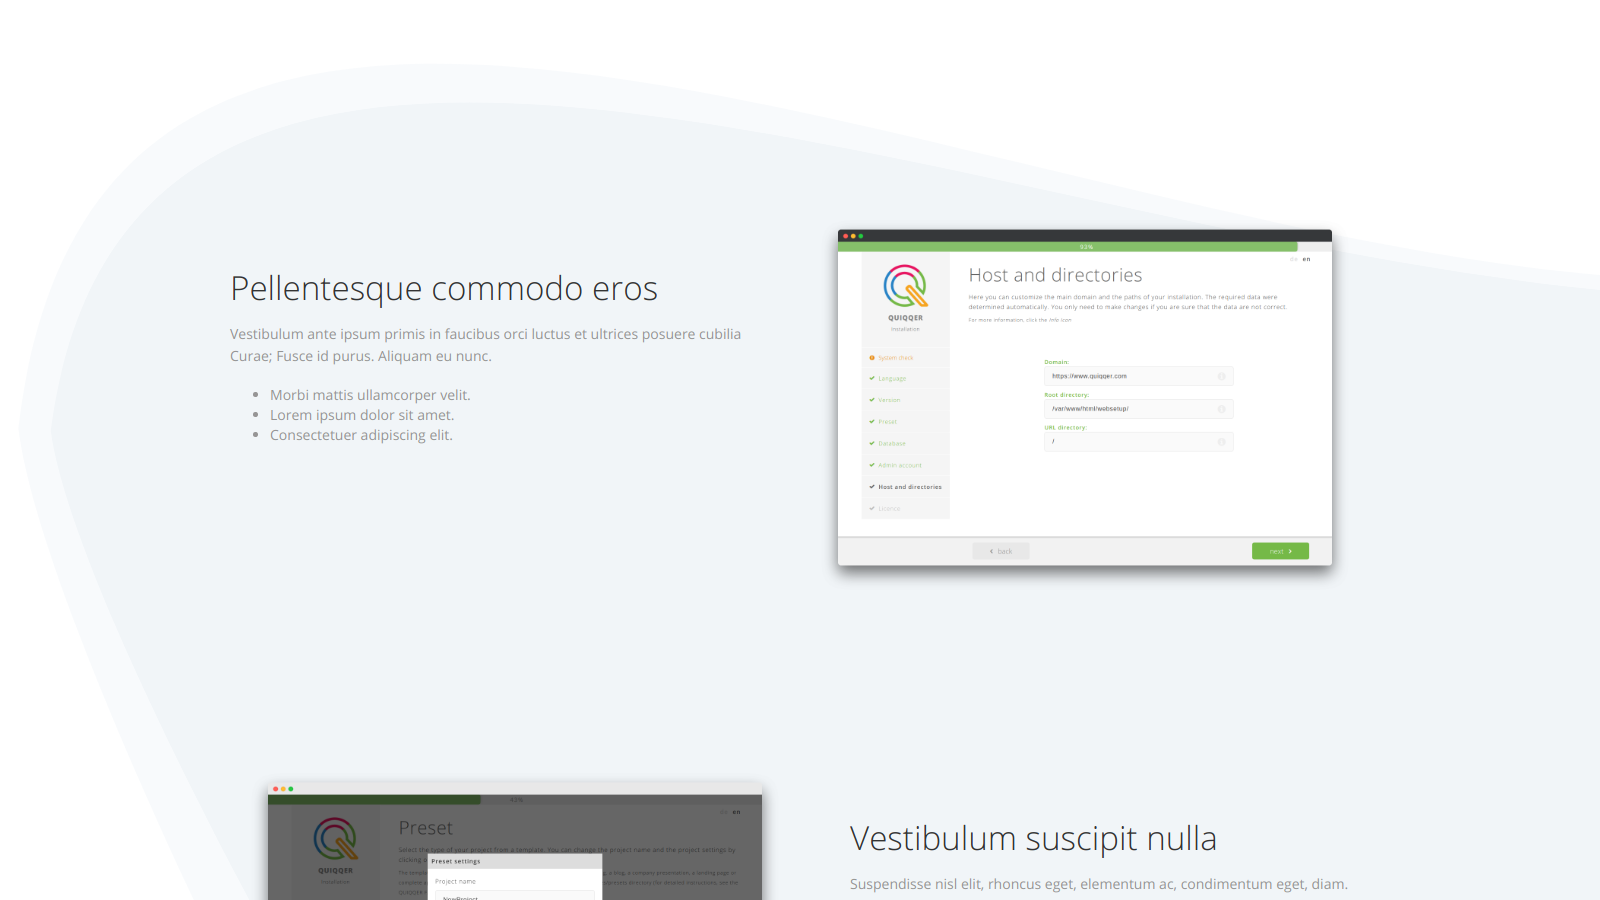 Pellentesque commodo eros
Vestibulum ante ipsum primis in faucibus orci luctus et ultrices posuere cubilia
Curae; Fusce id purus. Aliquam eu nunc.
Morbi mattis ullamcorper velit.
Lorem ipsum dolor sit amet.
Consectetuer adipiscing elit.
93%
de en
QUIQQER
Installation
System check
Language
Version
Preset
Database
Admin account
Host and directories
Licence
Host and directories
Here you can customize the main domain and the paths of your installation. The required data were
determined automatically. You only need to make changes if you are sure that the data are not correct.
For more information, click the info icon
Domain:
https://www.quiqqer.com
Root directory:
/var/www/html/websetup/
URL directory:
/
back
next
de en
QUIQQER
Installation
Preset
Select the type of your project from a template. You can change the project name and the project settings by
clicking
Preset settings
Project name
Vestibulum suscipit nulla
Suspendisse nisl elit, rhoncus eget, elementum ac, condimentum eget, diam.